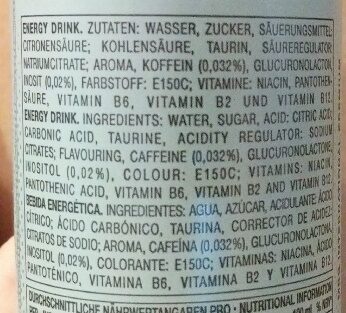 ENERGY DRINK. ZUTATEN: WASSER, ZUCKER, SÄUERUNGSMITTEL:
CITRONENSÄURE; KOHLENSÄURE, TAURIN, SÄUREREGULATOR:
NATRIUMCITRATE; AROMA, KOFFEIN (0,032%), GLUCURONOLACTON,
INOSIT (0,02%), FARBSTOFF: E150C; VITAMINE: NIACIN, PANTOTHEN-
SÄURE, VITAMIN B6, VITAMIN B2 UND VITAMIN B12.
ENERGY DRINK. INGREDIENTS: WATER, SUGAR, ACID: CITRIC ACID;
CARBONIC ACID, TAURINE, ACIDITY REGULATOR: SODIUM
CITRATES; FLAVOURING, CAFFEINE (0,032%), GLUCURONOLACTONE,
INOSITOL (0,02%), COLOUR: E150C; VITAMINS: NIACIN,
PANTOTHENIC ACID, VITAMIN B6, VITAMIN B2 AND VITAMIN B12.
BEBIDA ENERGÉTICA. INGREDIENTES: AGUA, AZÚCAR, ACIDULANTE: ÁCIDO
CÍTRICO; ÁCIDO CARBÓNICO, TAURINA, CORRECTOR DE ACIDEZ:
CITRATOS DE SODIO; AROMA, CAFEÍNA (0,032%), GLUCURONOLACTONA,
INOSITOL (0,02%), COLORANTE: E150C; VITAMINAS: NIACINA, ÁCIDO
PANTOTÉNICO, VITAMINA B6, VITAMINA B2 Y VITAMINA B12.
DURCHSCHNITTLICHE NÄHRWERTANGABEN PRO · NUTRITIONAL INFORMATION
100 ml